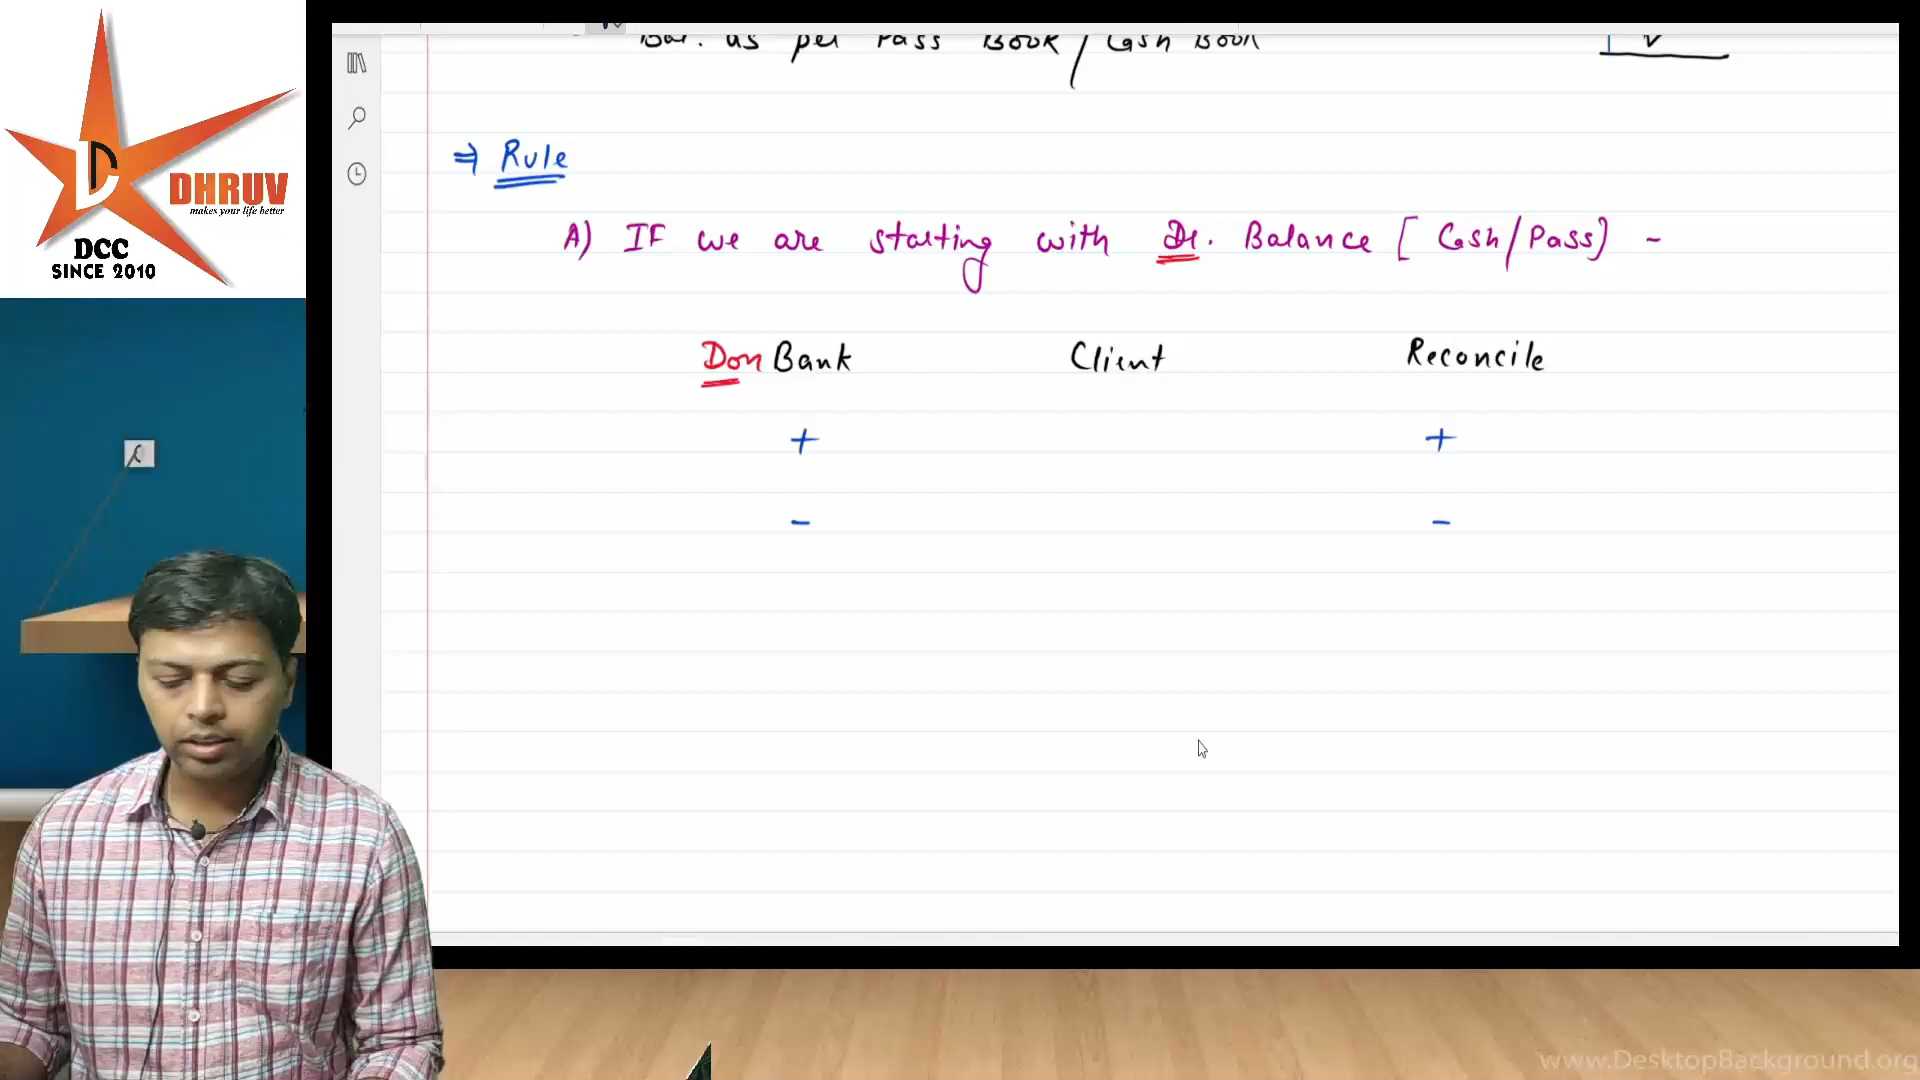 Bal. as per Pass Book / Cash Book
⇒ Rule
A) IF we are starting with Dr. Balance [Cash/Pass] -
Don Bank Client Reconcile
+ +
- -
DC
DHRUV
makes your life better
DCC
SINCE 2010
www.DesktopBackground.org